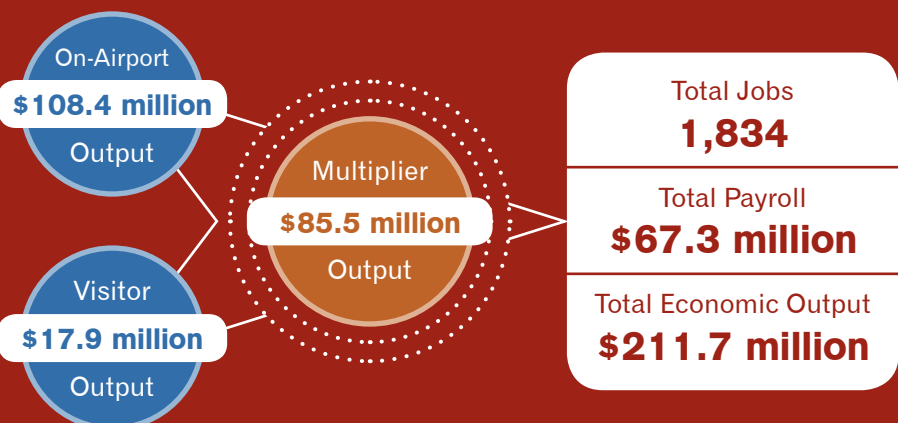 On-Airport
$108.4 million
Output
Visitor
$17.9 million
Output
Multiplier
$85.5 million
Output
Total Jobs
1,834
Total Payroll
$67.3 million
Total Economic Output
$211.7 million